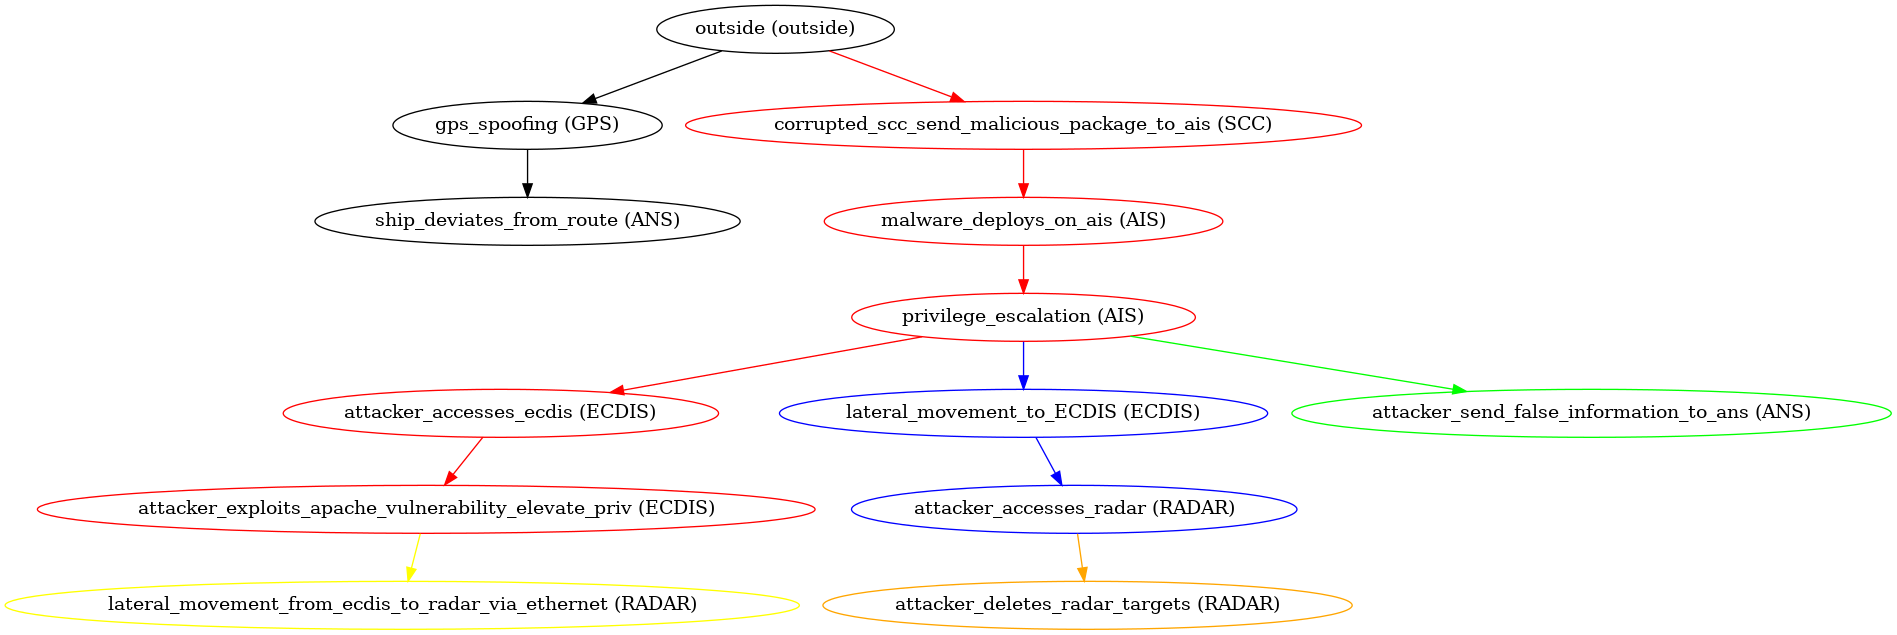 outside (outside)
gps_spoofing (GPS)
corrupted_scc_send_malicious_package_to_ais (SCC)
ship_deviates_from_route (ANS)
malware_deploys_on_ais (AIS)
privilege_escalation (AIS)
attacker_accesses_ecdis (ECDIS)
lateral_movement_to_ECDIS (ECDIS)
attacker_send_false_information_to_ans (ANS)
attacker_exploits_apache_vulnerability_elevate_priv (ECDIS)
attacker_accesses_radar (RADAR)
lateral_movement_from_ecdis_to_radar_via_ethernet (RADAR)
attacker_deletes_radar_targets (RADAR)